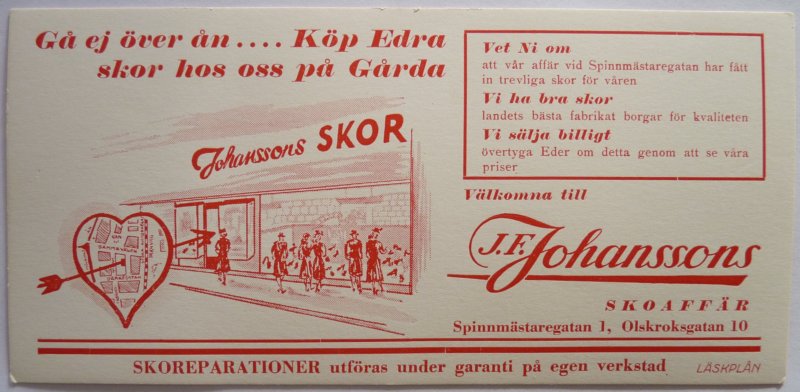 Gå ej över ån.... Köp Edra
skor hos oss på Gårda
Johanssons SKOR
Vet Ni om
att vår affär vid Spinnmästaregatan har fått
in trevliga skor för våren
Vi ha bra skor
landets bästa fabrikat borgar för kvaliteten
Vi sälja billigt
övertyga Eder om detta genom att se våra
priser
Välkomna till
J.F. Johanssons
SKOAFFÄR
Spinnmästaregatan 1, Olskroksgatan 10
SKOREPARATIONER utföras under garanti på egen verkstad
LÄSKPLÅN